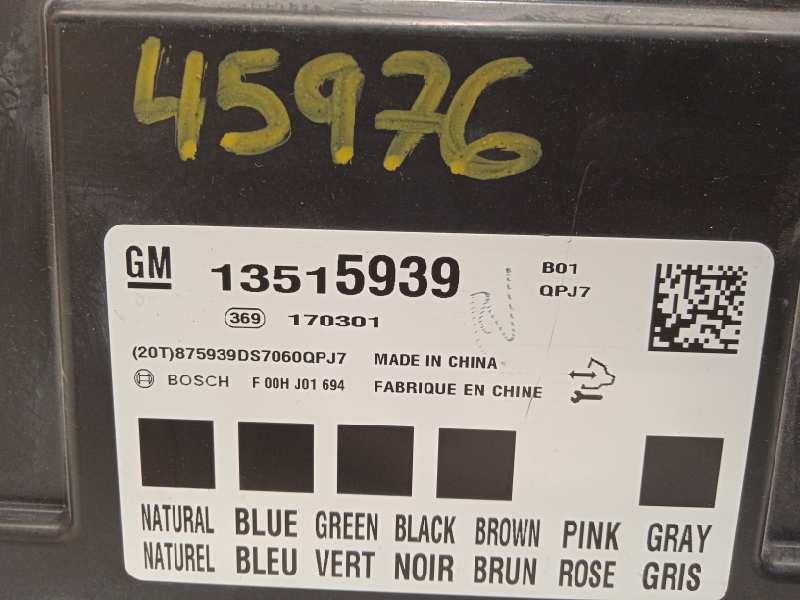 45976
GM 13515939 B01
QPJ7
369 170301
(20T)875939DS7060QPJ7 MADE IN CHINA
BOSCH F 00H J01 694 FABRIQUE EN CHINE
NATURAL BLUE GREEN BLACK BROWN PINK GRAY
NATUREL BLEU VERT NOIR BRUN ROSE GRIS